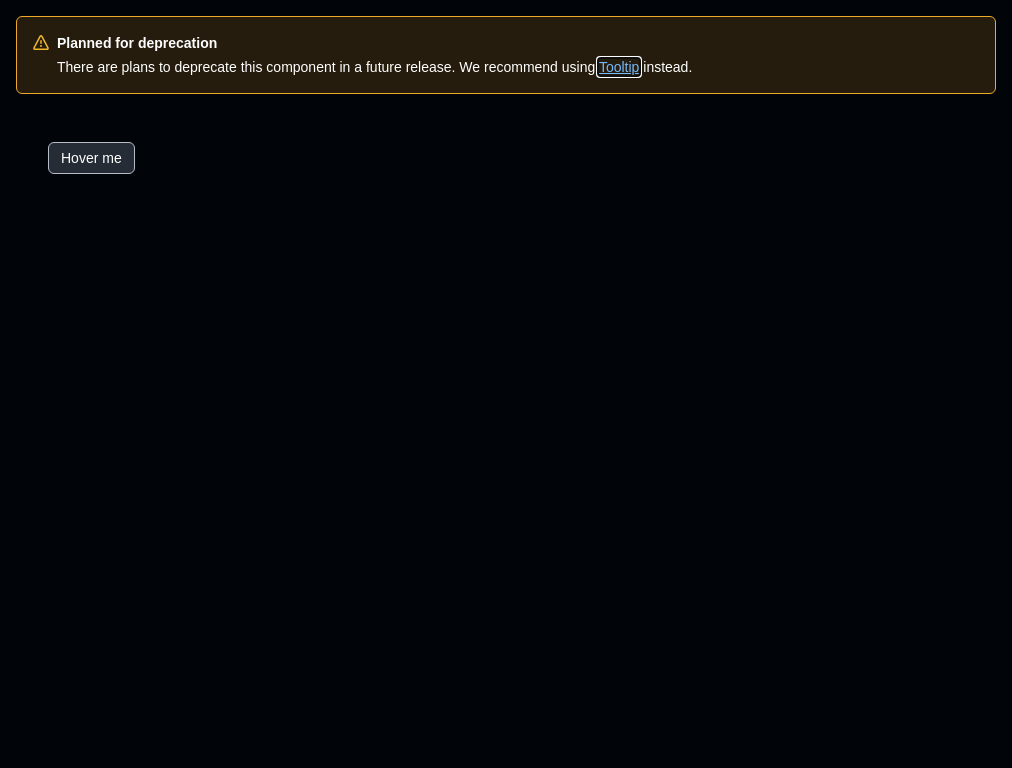 Planned for deprecation
There are plans to deprecate this component in a future release. We recommend using Tooltip instead.
Hover me